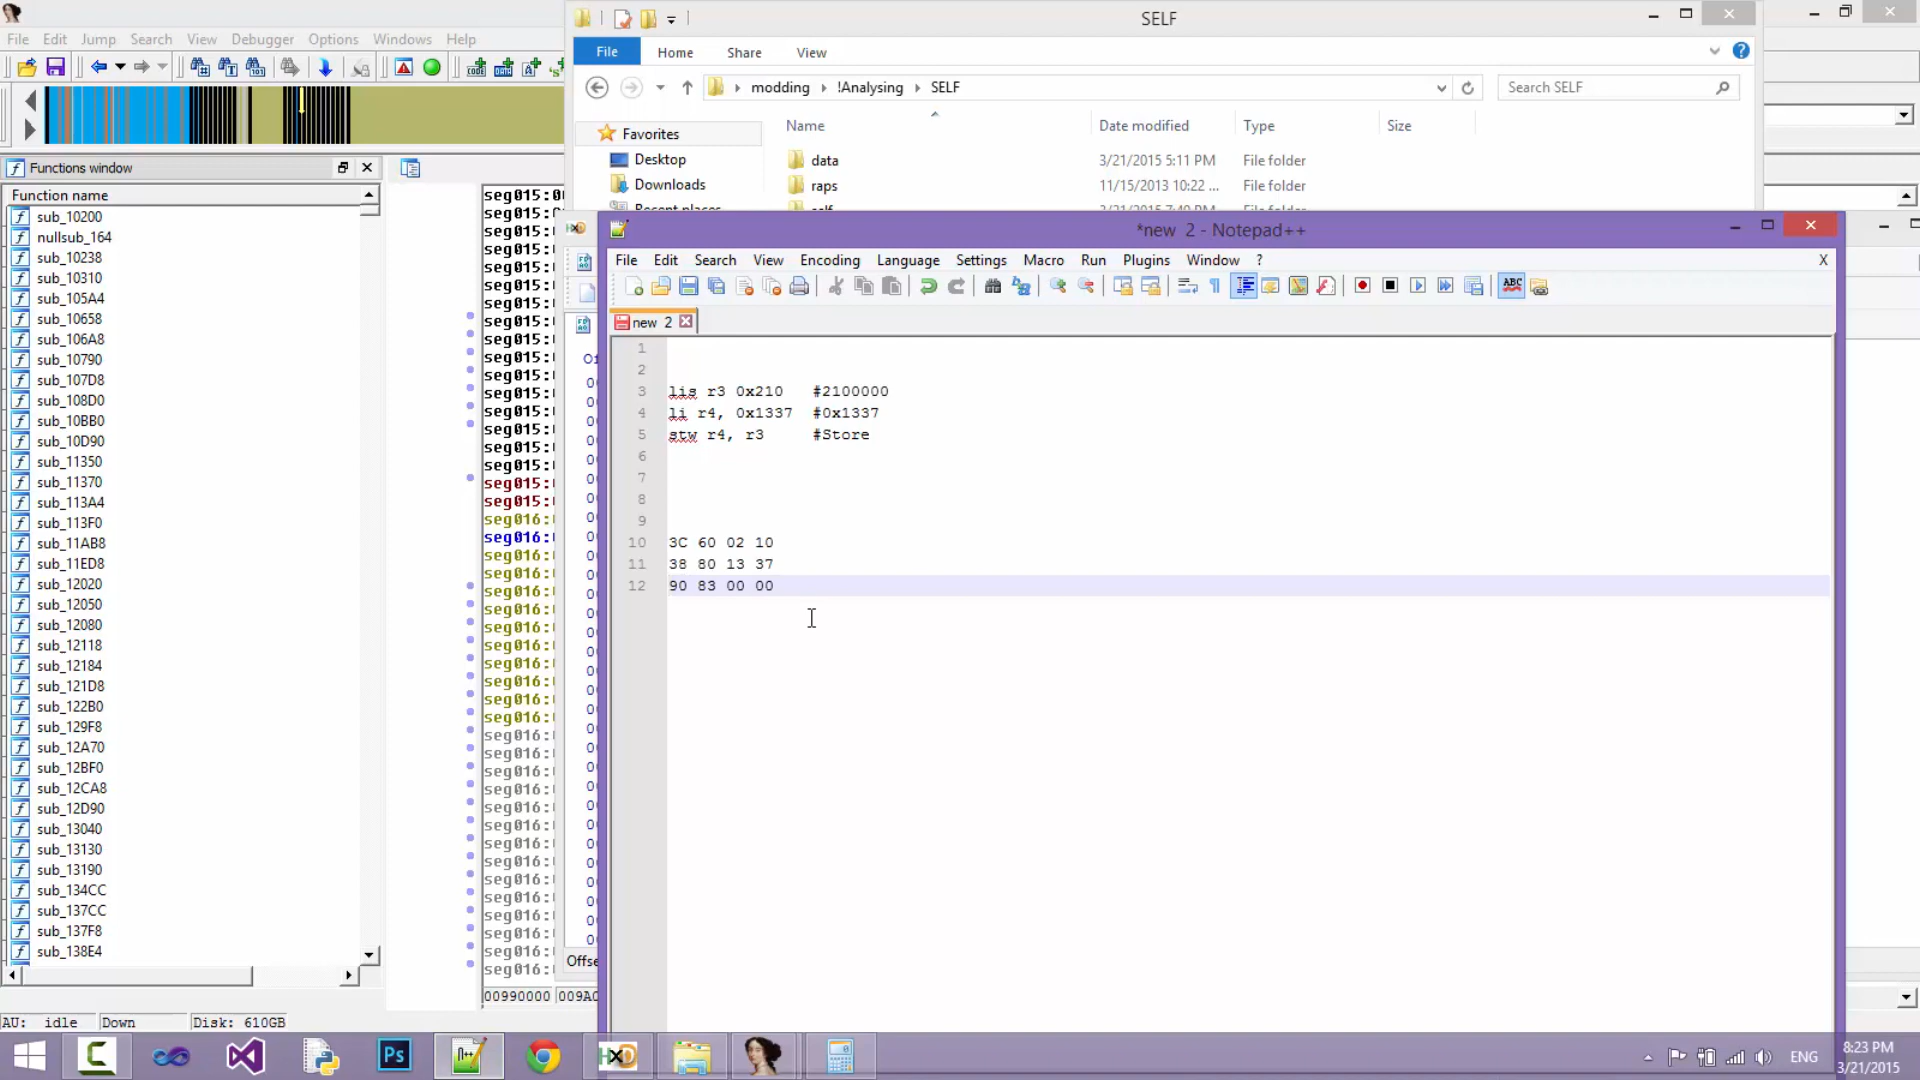 SELF
File Edit Jump Search View Debugger Options Windows Help
File Home Share View
modding !Analysing SELF
Search SELF
Name Date modified Type Size
Favorites
Desktop
Downloads
data 3/21/2015 5:11 PM File folder
raps 11/15/2013 10:22 ... File folder
Functions window
Function name
sub_10200
nullsub_164
sub_10238
sub_10310
sub_105A4
sub_10658
sub_106A8
sub_10790
sub_107D8
sub_108D0
sub_10BB0
sub_10D90
sub_11350
sub_11370
sub_113A4
sub_113F0
sub_11AB8
sub_11ED8
sub_12020
sub_12050
sub_12080
sub_12118
sub_12184
sub_121D8
sub_122B0
sub_129F8
sub_12A70
sub_12BF0
sub_12CA8
sub_12D90
sub_13040
sub_13130
sub_13190
sub_134CC
sub_137CC
sub_137F8
sub_138E4
*new 2 - Notepad++
File Edit Search View Encoding Language Settings Macro Run Plugins Window ? X
new 2
1
2
3 lis r3 0x210 #2100000
4 li r4, 0x1337 #0x1337
5 stw r4, r3 #Store
6
7
8
9
10 3C 60 02 10
11 38 80 13 37
12 90 83 00 00
00990000
AU: idle Down Disk: 610GB
ENG
8:23 PM
3/21/2015